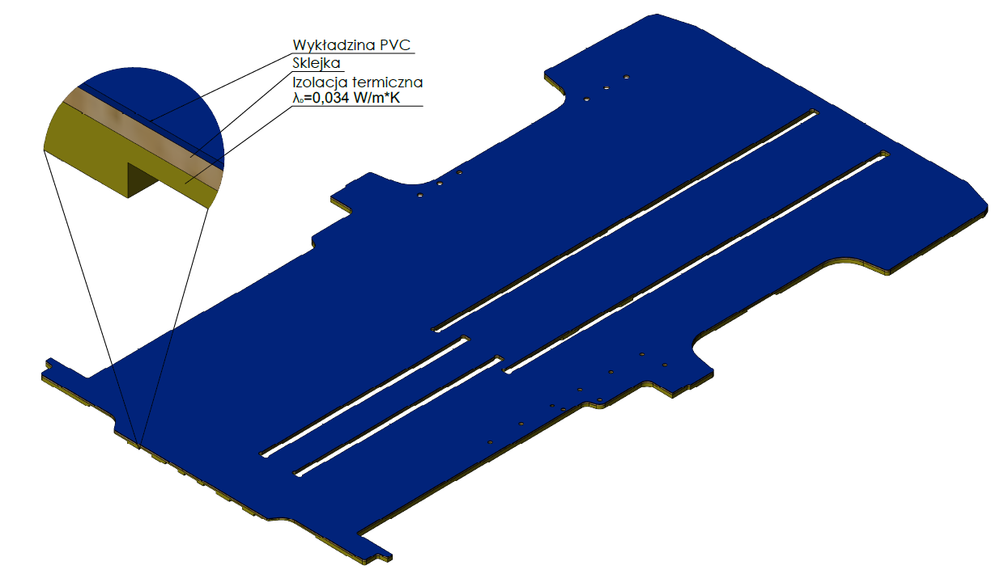 Wykładzina PVC
Sklejka
Izolacja termiczna
λD=0,034 W/m*K